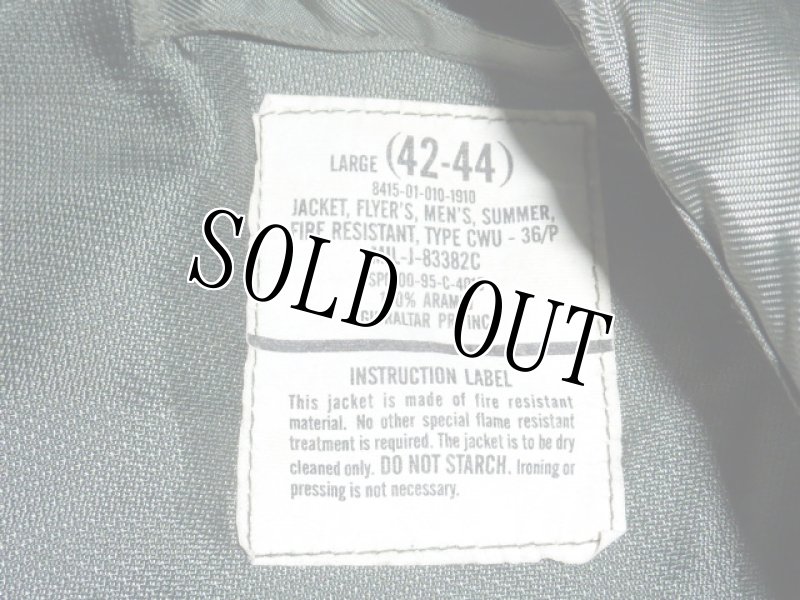 LARGE (42-44)
8415-01-010-1910
JACKET, FLYER'S, MEN'S, SUMMER,
FIRE RESISTANT, TYPE CWU - 36/P
MIL-J-83382C
SOLD OUT
INSTRUCTION LABEL
This jacket is made of fire resistant
material. No other special flame resistant
treatment is required. The jacket is to be dry
cleaned only. DO NOT STARCH. Ironing or
pressing is not necessary.